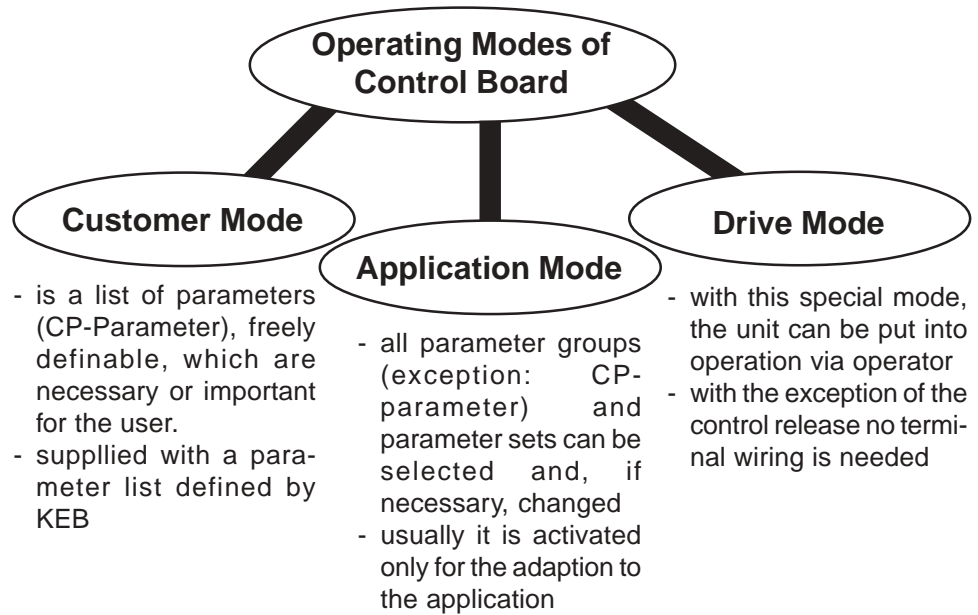 Operating Modes of
Control Board
Customer Mode
Application Mode
Drive Mode
- is a list of parameters
(CP-Parameter), freely
definable, which are
necessary or important
for the user.
- suppllied with a para-
meter list defined by
KEB
- all parameter groups
(exception: CP-
parameter) and
parameter sets can be
selected and, if
necessary, changed
- usually it is activated
only for the adaption to
the application
- with this special mode,
the unit can be put into
operation via operator
- with the exception of the
control release no termi-
nal wiring is needed